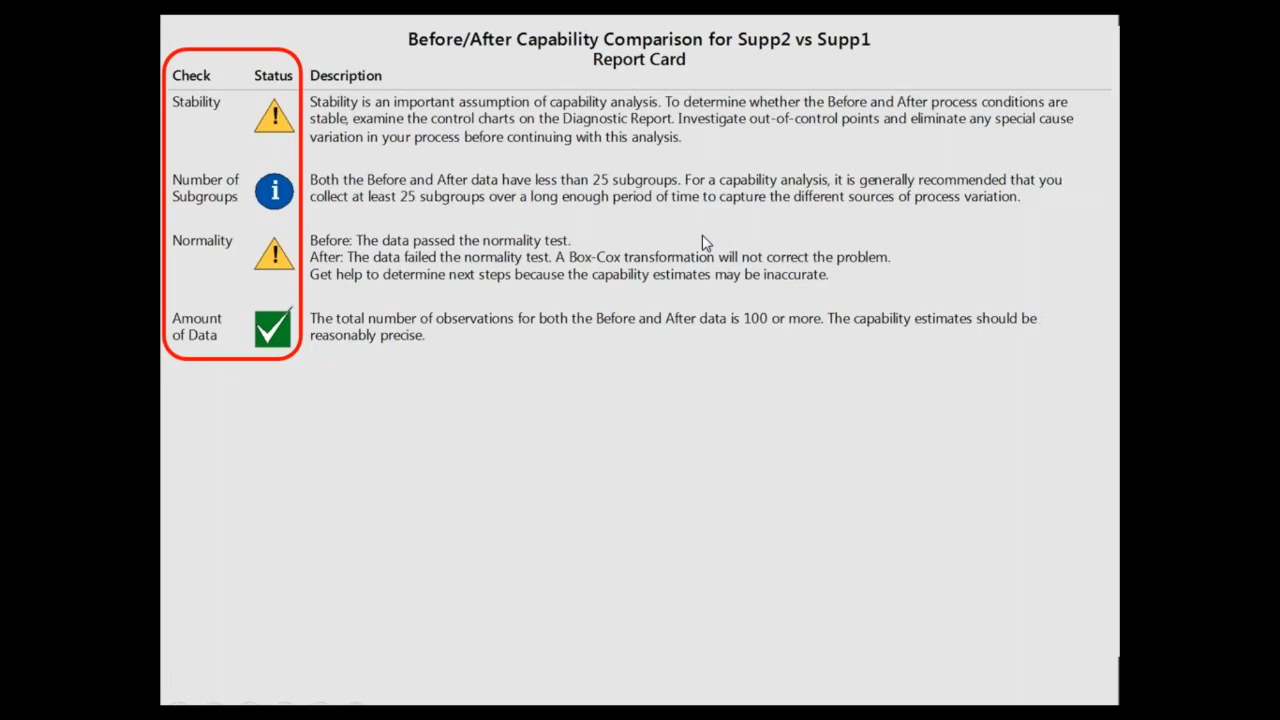 Before/After Capability Comparison for Supp2 vs Supp1
Report Card
Check Status Description
Stability Stability is an important assumption of capability analysis. To determine whether the Before and After process conditions are
stable, examine the control charts on the Diagnostic Report. Investigate out-of-control points and eliminate any special cause
variation in your process before continuing with this analysis.
Number of Both the Before and After data have less than 25 subgroups. For a capability analysis, it is generally recommended that you
Subgroups collect at least 25 subgroups over a long enough period of time to capture the different sources of process variation.
Normality Before: The data passed the normality test.
After: The data failed the normality test. A Box-Cox transformation will not correct the problem.
Get help to determine next steps because the capability estimates may be inaccurate.
Amount The total number of observations for both the Before and After data is 100 or more. The capability estimates should be
of Data reasonably precise.